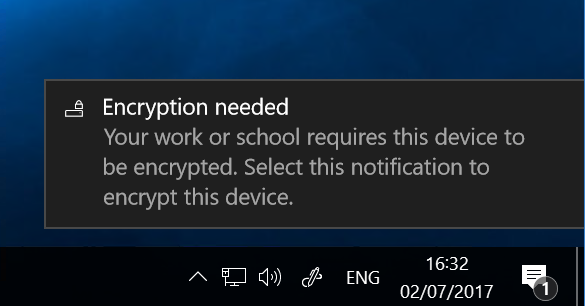 Encryption needed
Your work or school requires this device to
be encrypted. Select this notification to
encrypt this device.
ENG
16:32
02/07/2017
1